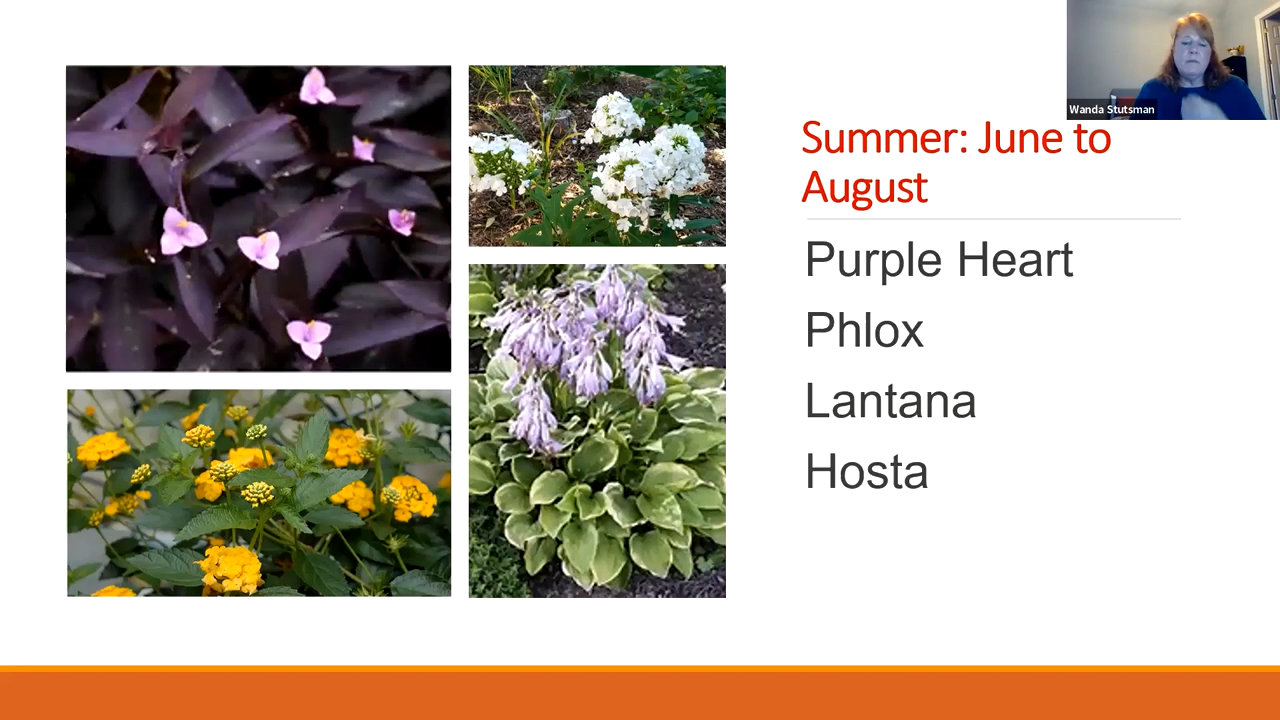 Wanda Stutsman
Summer: June to
August
Purple Heart
Phlox
Lantana
Hosta